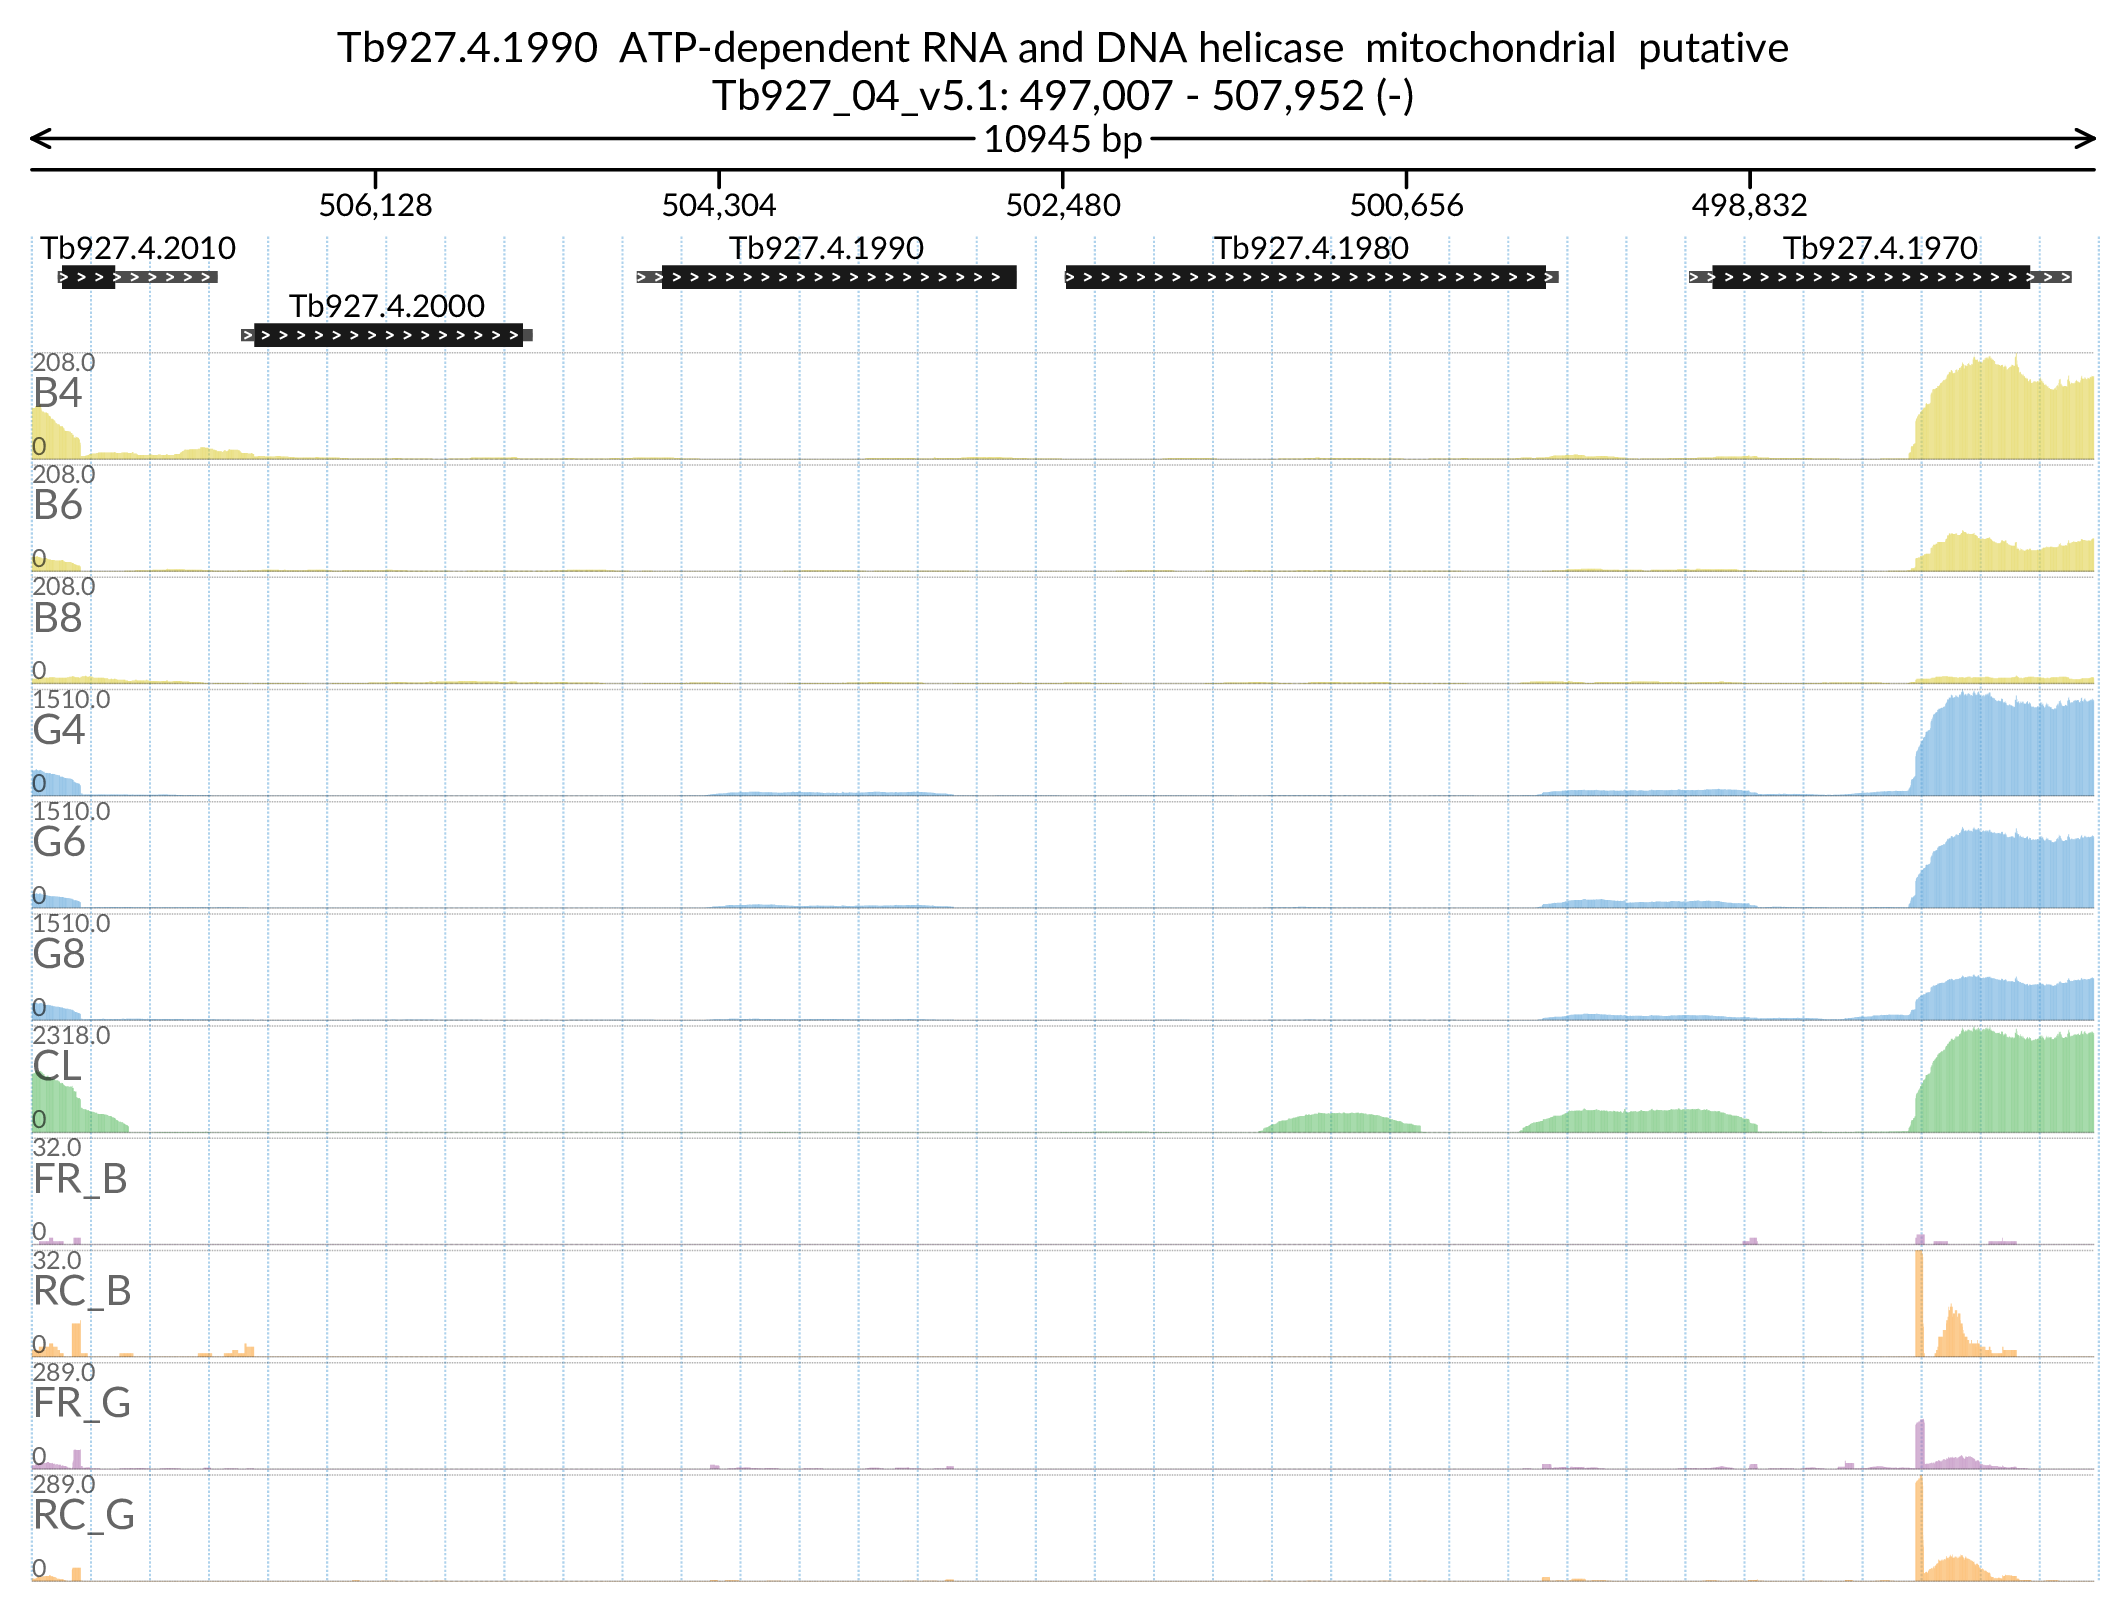 Tb927.4.1990 ATP-dependent RNA and DNA helicase mitochondrial putative
Tb927_04_v5.1: 497,007 - 507,952 (-)
10945 bp
506,128 504,304 502,480 500,656 498,832
Tb927.4.2010 Tb927.4.1990 Tb927.4.1980 Tb927.4.1970
Tb927.4.2000
208.0
B4
0
208.0
B6
0
208.0
B8
0
1510.0
G4
0
1510.0
G6
0
1510.0
G8
0
2318.0
CL
0
32.0
FR_B
0
32.0
RC_B
0
289.0
FR_G
0
289.0
RC_G
0